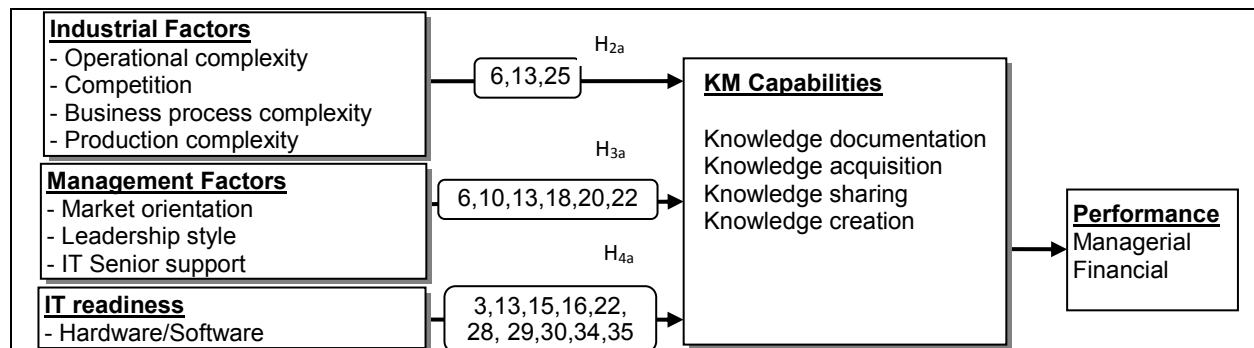 Industrial Factors
- Operational complexity
- Competition
- Business process complexity
- Production complexity
H2a
6,13,25
Management Factors
- Market orientation
- Leadership style
- IT Senior support
H3a
6,10,13,18,20,22
IT readiness
- Hardware/Software
H4a
3,13,15,16,22,
28, 29,30,34,35
KM Capabilities
Knowledge documentation
Knowledge acquisition
Knowledge sharing
Knowledge creation
Performance
Managerial
Financial